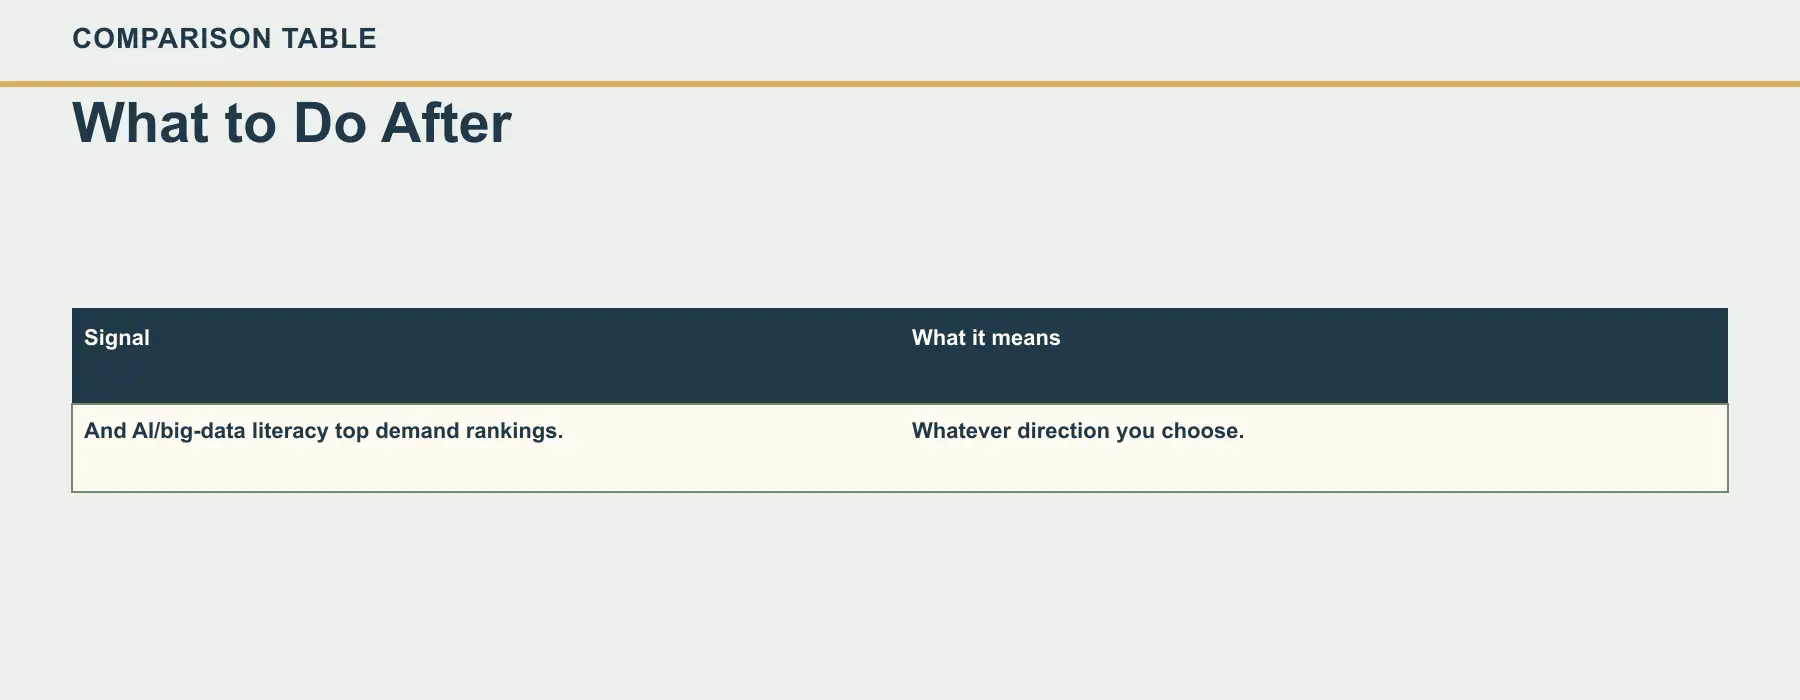 COMPARISON TABLE
What to Do After
Signal
What it means
And AI/big-data literacy top demand rankings.
Whatever direction you choose.